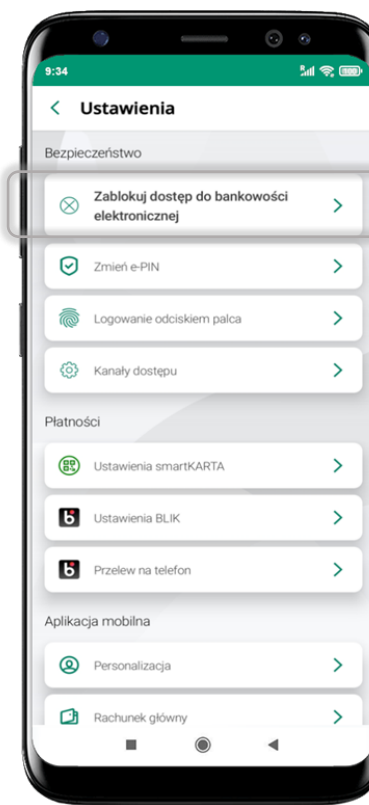 9:34
Ustawienia
Bezpieczeństwo
Zablokuj dostęp do bankowości
elektronicznej
Zmień e-PIN
Logowanie odciskiem palca
Kanały dostępu
Płatności
Ustawienia smartKARTA
Ustawienia BLIK
Przelew na telefon
Aplikacja mobilna
Personalizacja
Rachunek główny